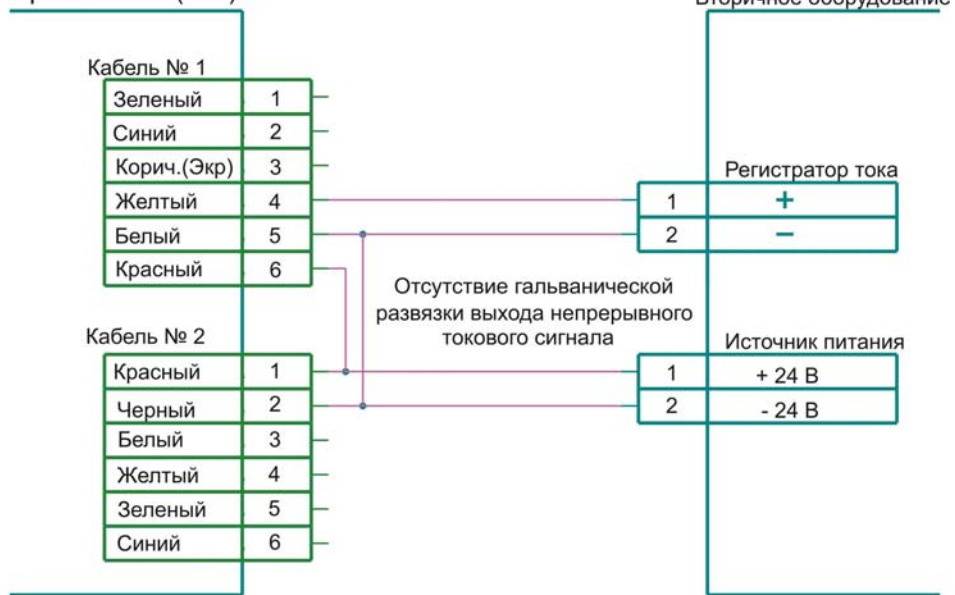 Вторичное оборудование
Кабель № 1
Зеленый 1
Синий 2
Корич.(Экр) 3
Желтый 4
Белый 5
Красный 6
Регистратор тока
1 +
2 −
Отсутствие гальванической
развязки выхода непрерывного
токового сигнала
Кабель № 2
Красный 1
Черный 2
Белый 3
Желтый 4
Зеленый 5
Синий 6
Источник питания
1 + 24 В
2 - 24 В